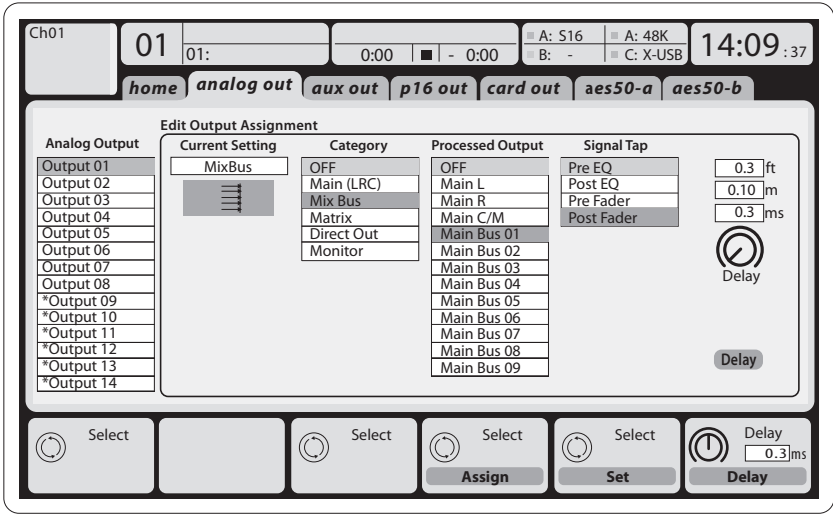 Ch01
01
01:
0:00 - 0:00
A: S16 A: 48K
B: - C: X-USB
14:09 :37
home analog out aux out p16 out card out aes50-a aes50-b
Edit Output Assignment
Analog Output Current Setting Category Processed Output Signal Tap
Output 01 MixBus OFF OFF Pre EQ 0.3 ft
Output 02 Main (LRC) Main L Post EQ 0.10 m
Output 03 Mix Bus Main R Pre Fader
Output 04 Matrix Main C/M Post Fader 0.3 ms
Output 05 Direct Out Main Bus 01
Output 06 Monitor Main Bus 02
Output 07 Main Bus 03
Output 08 Main Bus 04 Delay
*Output 09 Main Bus 05
*Output 10 Main Bus 06
*Output 11 Main Bus 07
*Output 12 Main Bus 08 Delay
*Output 13 Main Bus 09
*Output 14
Select Select Select Select Delay
0.3 ms
Assign Set Delay